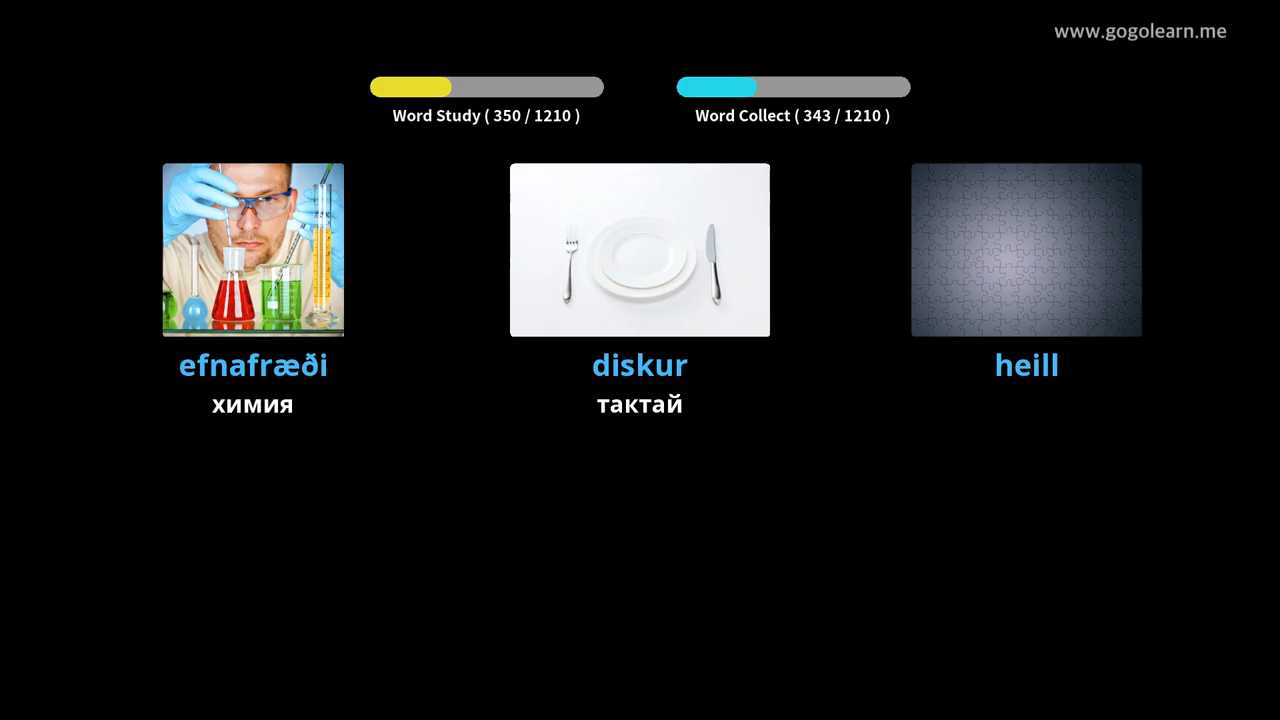 www.gogolearn.me
Word Study ( 350 / 1210 )
Word Collect ( 343 / 1210 )
efnafræði
diskur
heill
химия
тактай